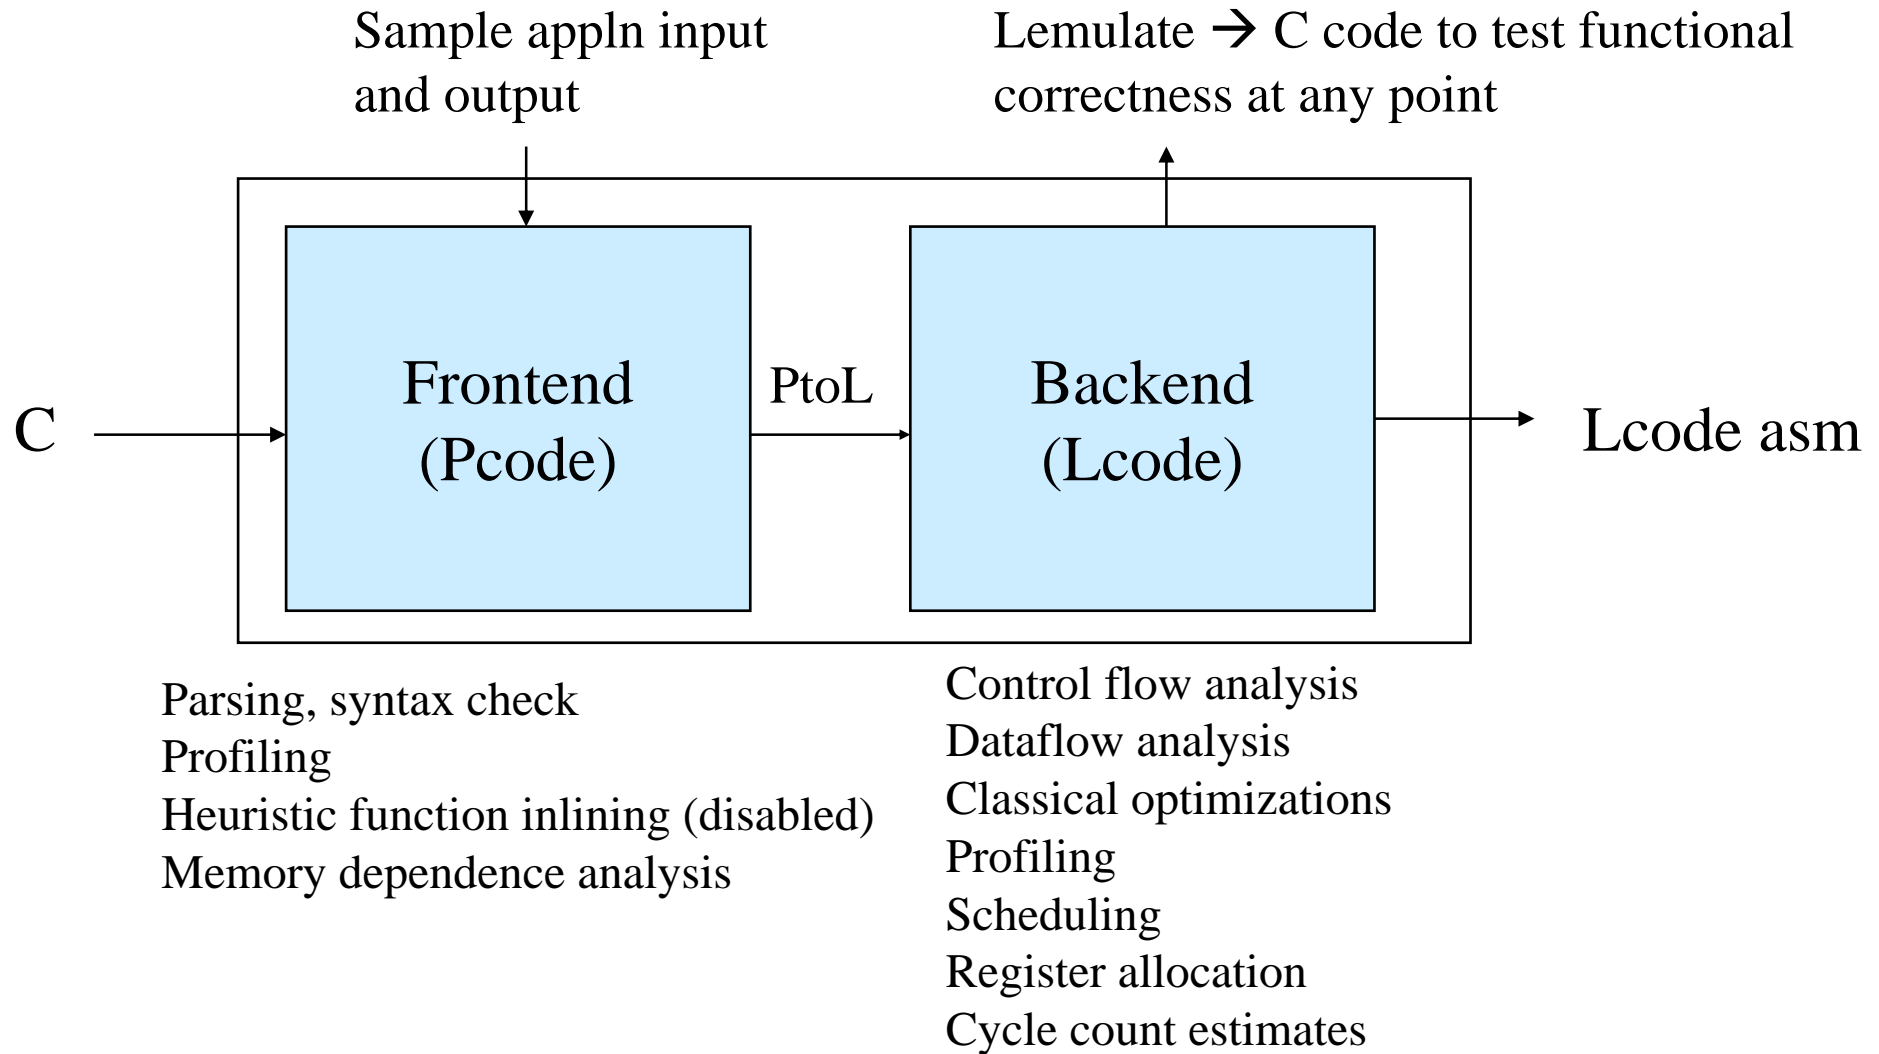 Sample appln input
and output
Lemulate → C code to test functional
correctness at any point
C
Frontend
(Pcode)
PtoL
Backend
(Lcode)
Lcode asm
Parsing, syntax check
Profiling
Heuristic function inlining (disabled)
Memory dependence analysis
Control flow analysis
Dataflow analysis
Classical optimizations
Profiling
Scheduling
Register allocation
Cycle count estimates